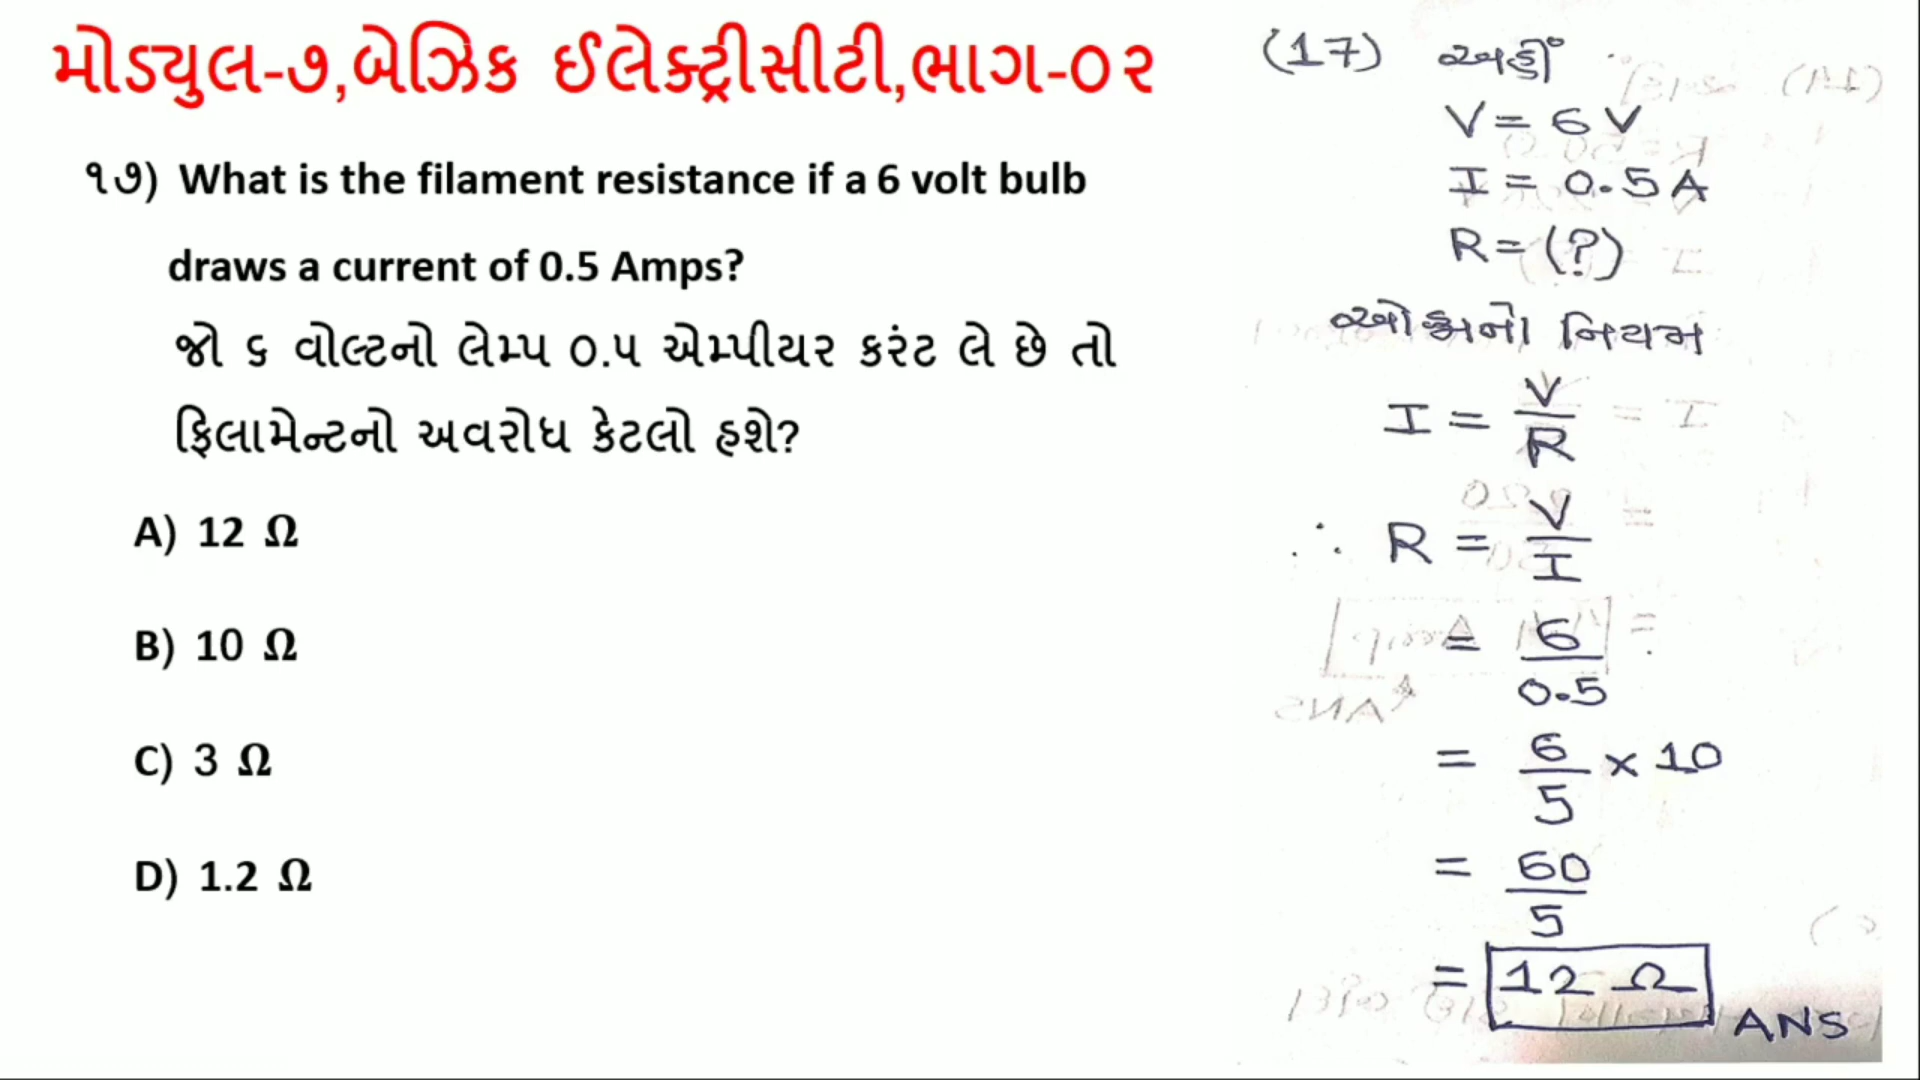 મોડ્યુલ-૭,બેઝિક ઈલેક્ટ્રીસીટી,ભાગ-૦૨
૧૭) What is the filament resistance if a 6 volt bulb
draws a current of 0.5 Amps?
જો ૬ વોલ્ટનો લેમ્પ ૦.૫ એમ્પીયર કરંટ લે છે તો
ફિલામેન્ટનો અવરોધ કેટલો હશે?
A) 12 Ω
B) 10 Ω
C) 3 Ω
D) 1.2 Ω
(17) અહીં
V = 6 V
I = 0.5 A
R = (?)
ઓહ્મનો નિયમ
I = V/R
∴ R = V/I
= 6/0.5
= 6/5 × 10
= 60/5
= 12 Ω
ANS